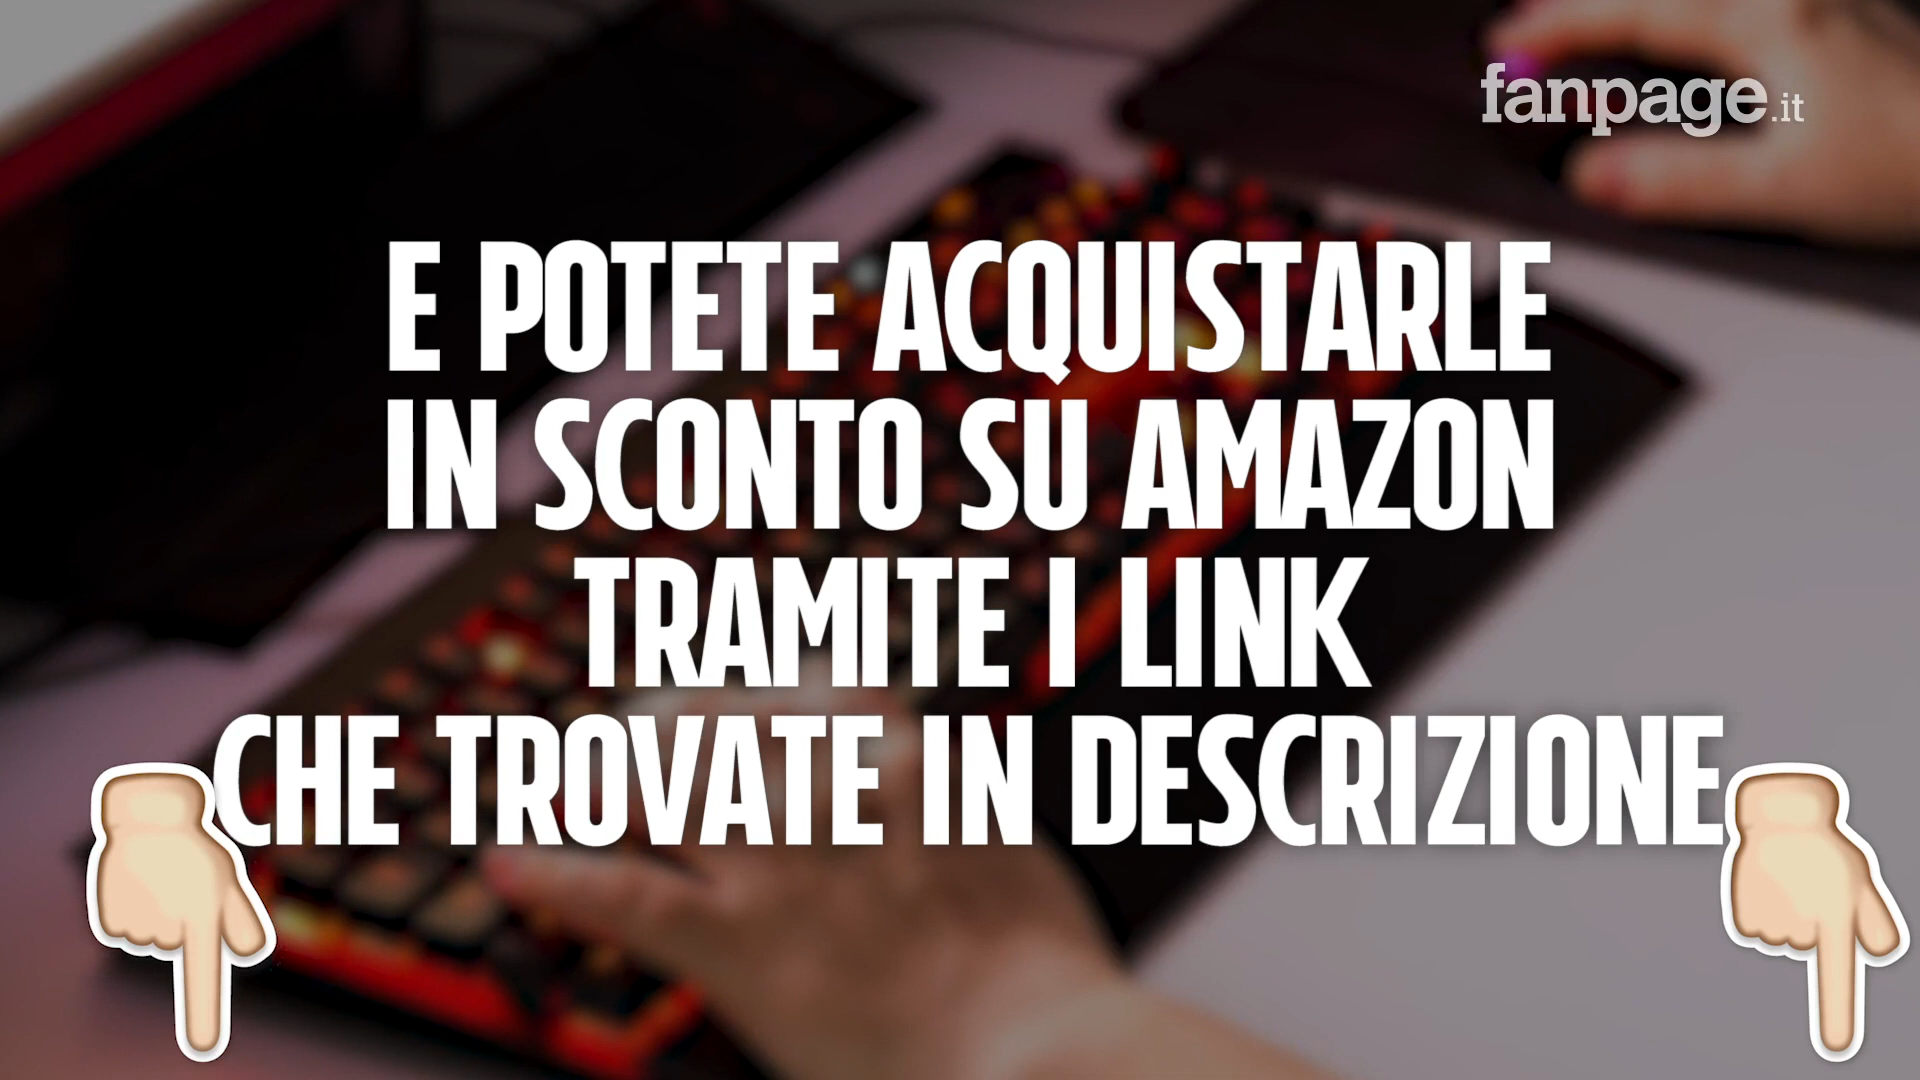 fanpage.it
E POTETE ACQUISTARLE
IN SCONTO SU AMAZON
TRAMITE I LINK
CHE TROVATE IN DESCRIZIONE